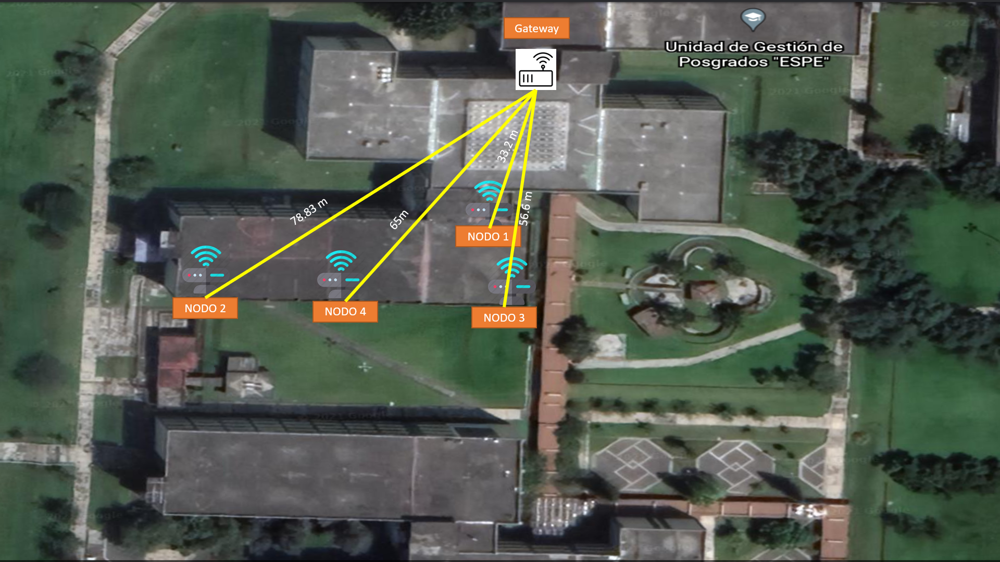 Gateway
Unidad de Gestión de
Posgrados "ESPE"
33.2 m
56.6 m
78.83 m
65m
NODO 1
NODO 2
NODO 4
NODO 3